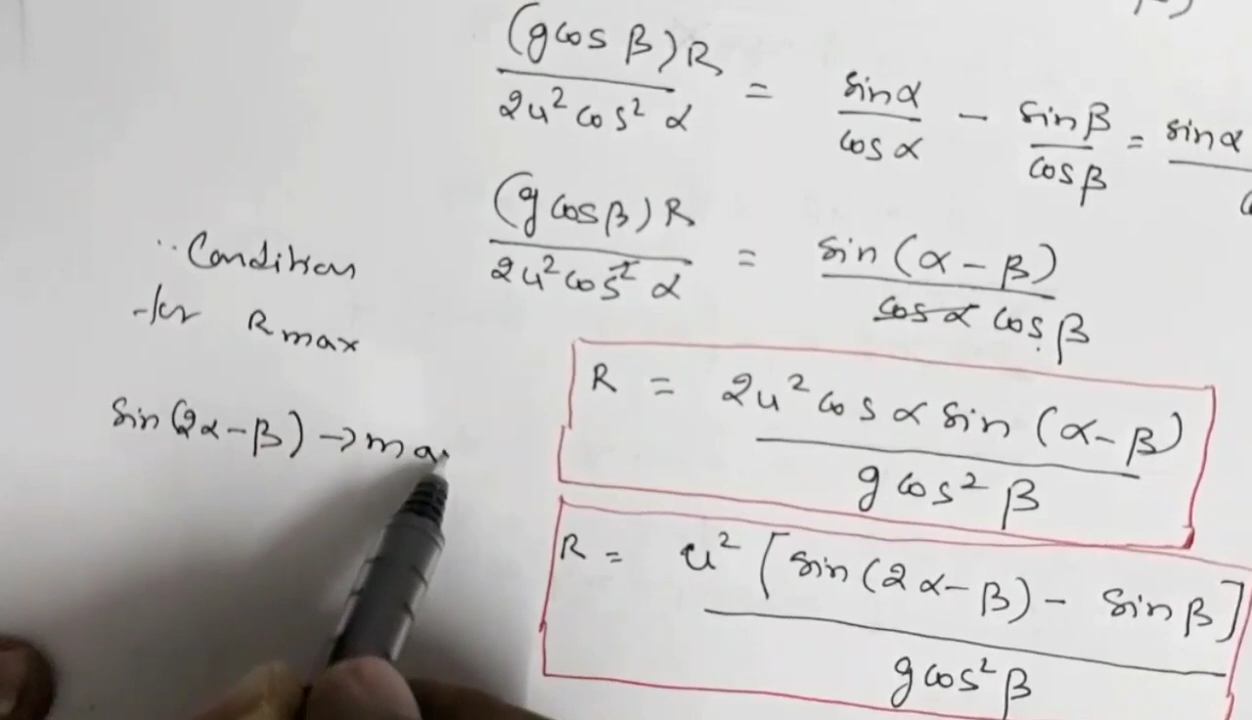 (g cos β) R / 2u² cos² α = sin α / cos α − sin β / cos β = sin α
(g cos β) R / 2u² cos² α = sin (α − β) / cos α cos β
∴ Condition
for R max
sin (2α − β) → ma
R = 2u² cos α sin (α − β) / g cos² β
R = u² [ sin (2α − β) − sin β ] / g cos² β